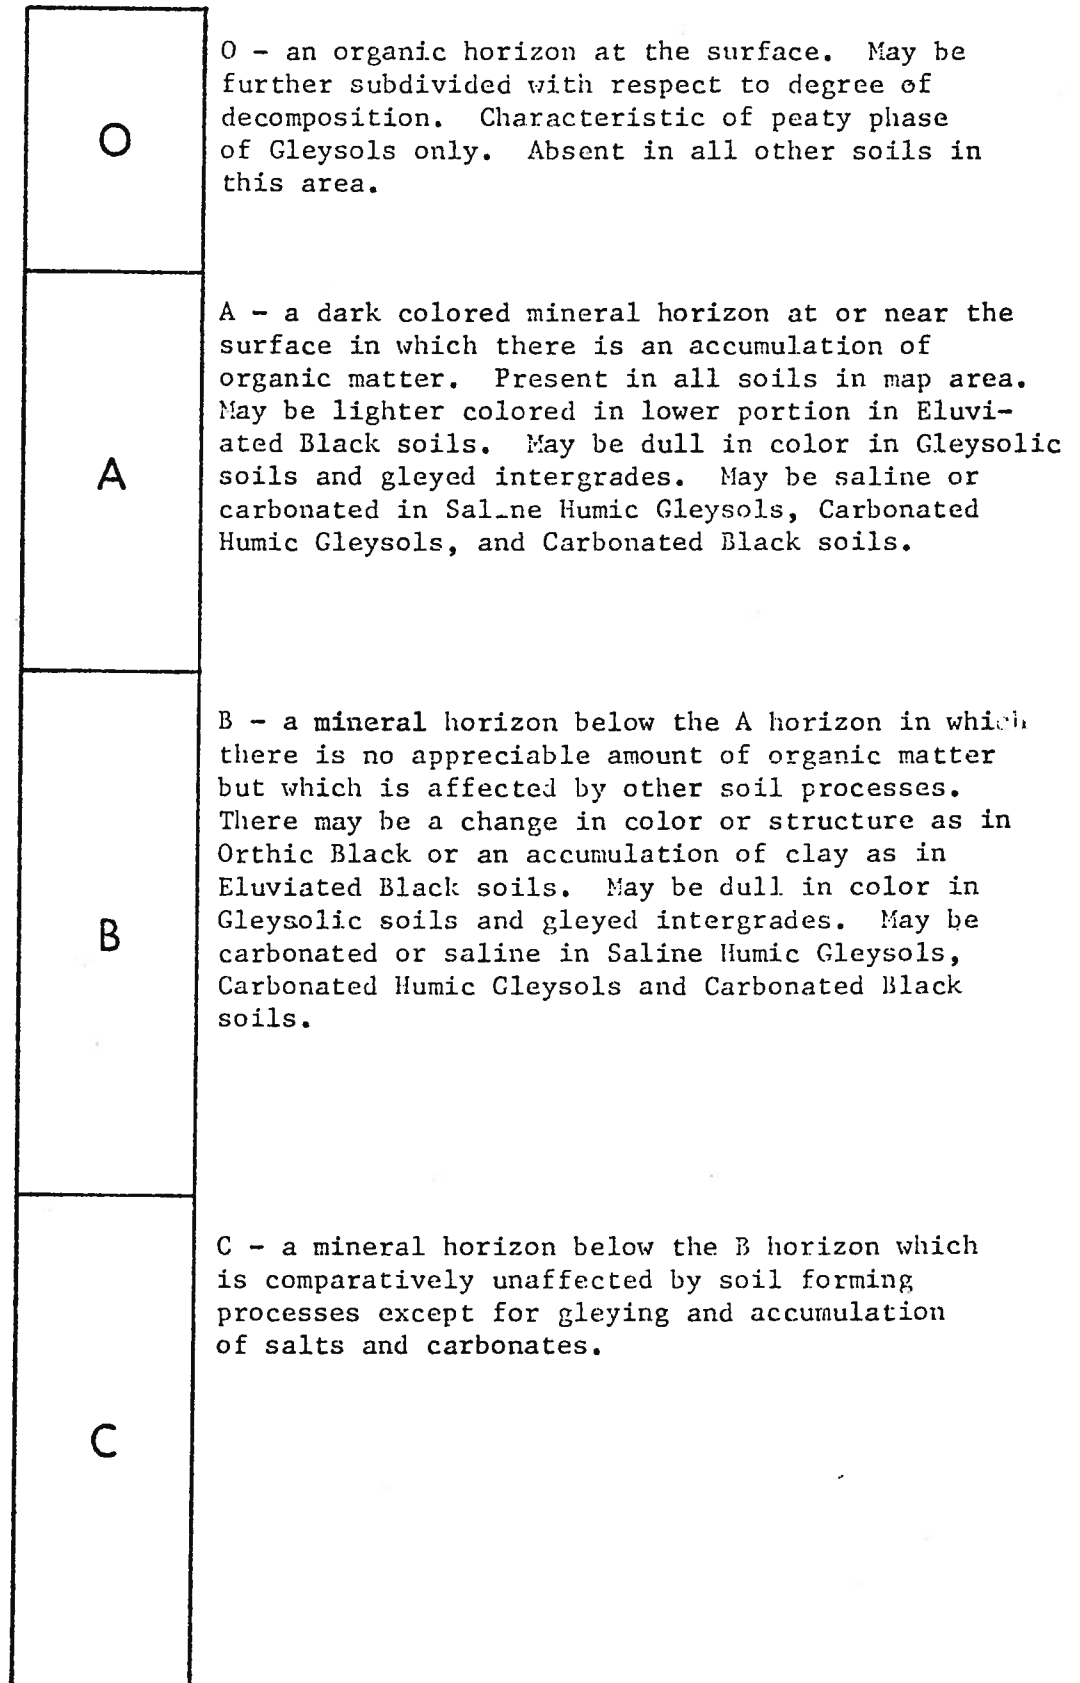 O
O - an organic horizon at the surface. May be
further subdivided with respect to degree of
decomposition. Characteristic of peaty phase
of Gleysols only. Absent in all other soils in
this area.
A
A - a dark colored mineral horizon at or near the
surface in which there is an accumulation of
organic matter. Present in all soils in map area.
May be lighter colored in lower portion in Eluvi-
ated Black soils. May be dull in color in Gleysolic
soils and gleyed intergrades. May be saline or
carbonated in Saline Humic Gleysols, Carbonated
Humic Gleysols, and Carbonated Black soils.
B
B - a mineral horizon below the A horizon in which
there is no appreciable amount of organic matter
but which is affected by other soil processes.
There may be a change in color or structure as in
Orthic Black or an accumulation of clay as in
Eluviated Black soils. May be dull in color in
Gleysolic soils and gleyed intergrades. May be
carbonated or saline in Saline Humic Gleysols,
Carbonated Humic Gleysols and Carbonated Black
soils.
C
C - a mineral horizon below the B horizon which
is comparatively unaffected by soil forming
processes except for gleying and accumulation
of salts and carbonates.